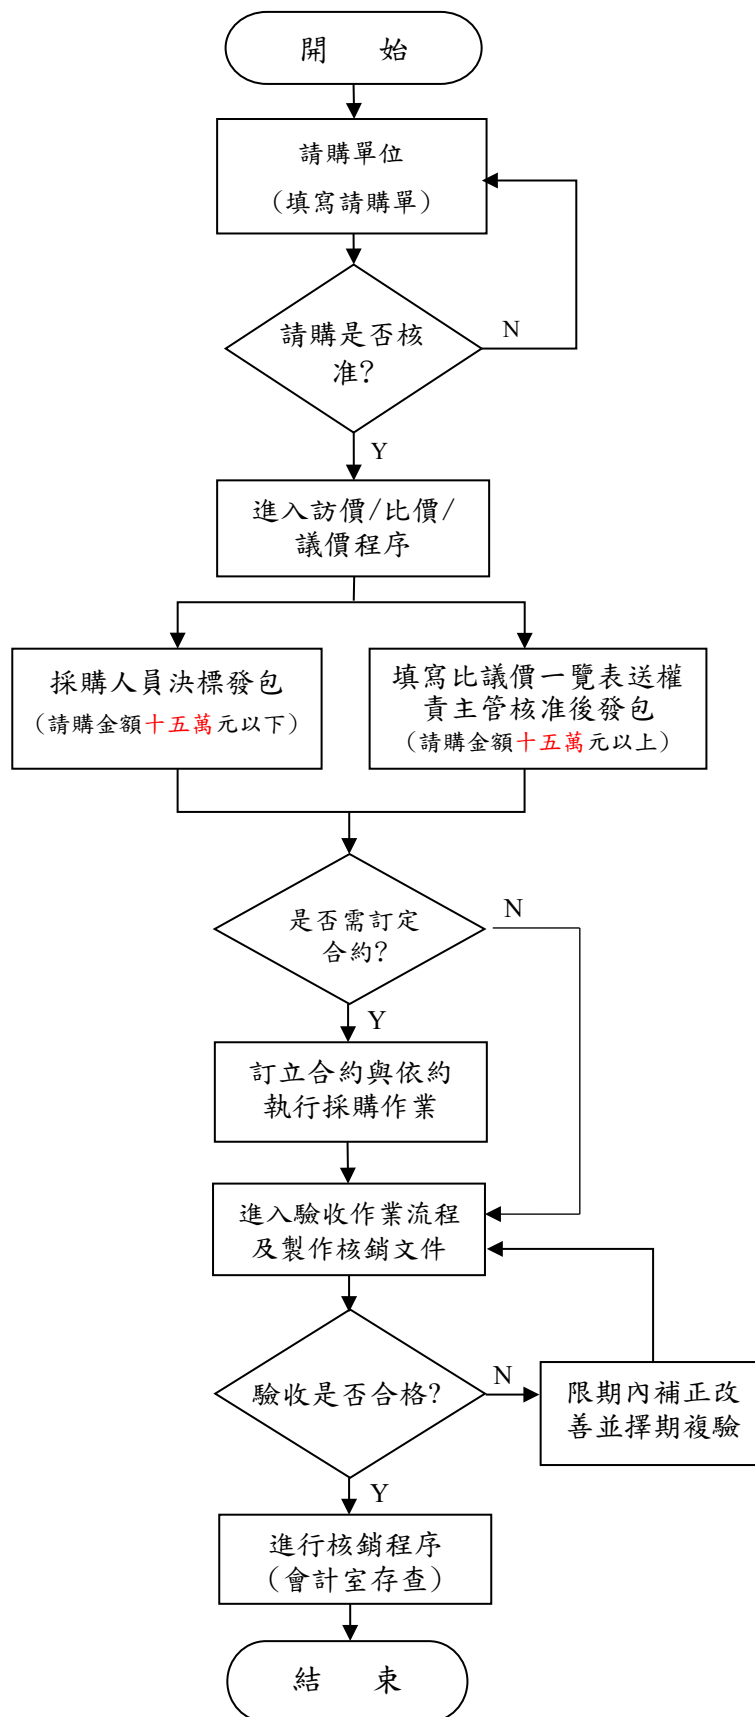 開 始
請購單位
（填寫請購單）
請購是否核
准?
N
Y
進入訪價/比價/
議價程序
採購人員決標發包
（請購金額十五萬元以下）
填寫比議價一覽表送權
責主管核准後發包
（請購金額十五萬元以上）
是否需訂定
合約?
N
Y
訂立合約與依約
執行採購作業
進入驗收作業流程
及製作核銷文件
驗收是否合格?
N
限期內補正改
善並擇期複驗
Y
進行核銷程序
（會計室存查）
結 束